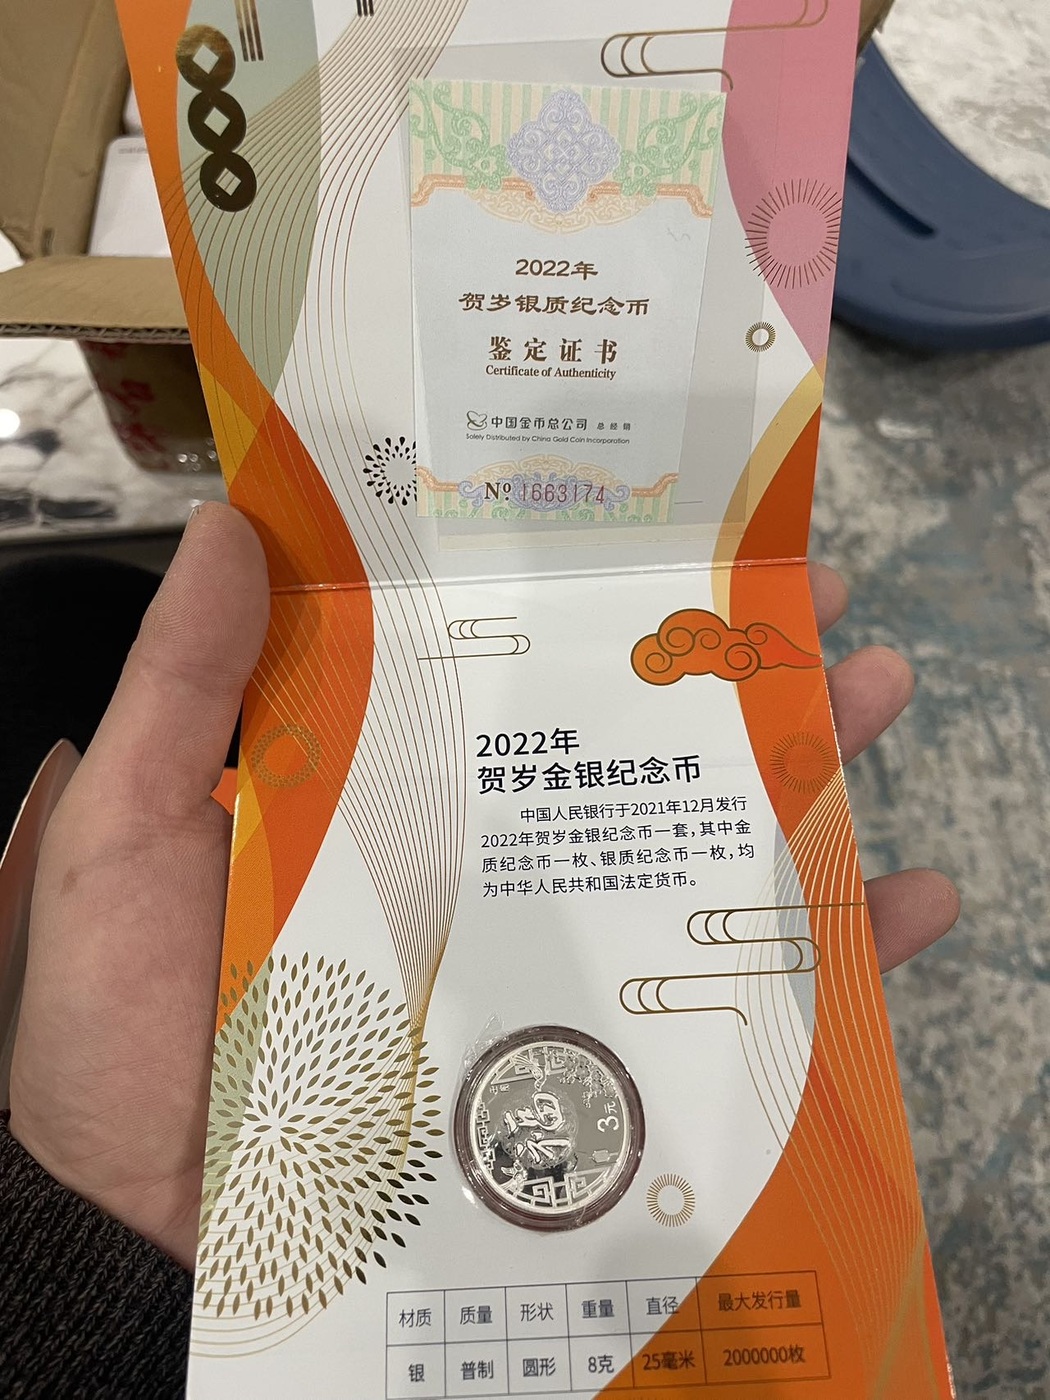 2022年
贺岁银质纪念币
鉴定证书
Certificate of Authenticity
中国金币总公司 总经销
Solely Distributed by China Gold Coin Incorporation
№ 1663174
2022年
贺岁金银纪念币
中国人民银行于2021年12月发行
2022年贺岁金银纪念币一套，其中金
质纪念币一枚、银质纪念币一枚，均
为中华人民共和国法定货币。
福
3元
材质 质量 形状 重量 直径 最大发行量
银 普制 圆形 8克 25毫米 2000000枚